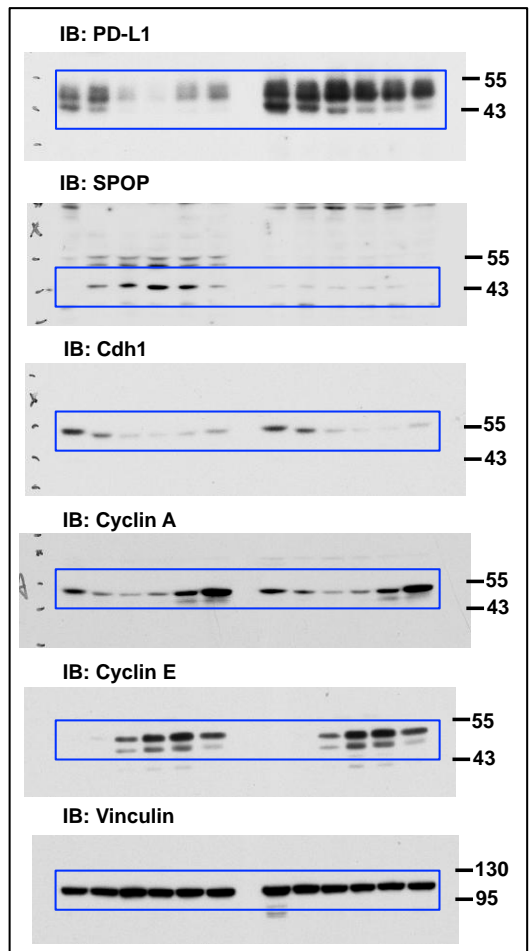 IB: PD-L1
55
43
IB: SPOP
55
43
IB: Cdh1
55
43
IB: Cyclin A
55
43
IB: Cyclin E
55
43
IB: Vinculin
130
95